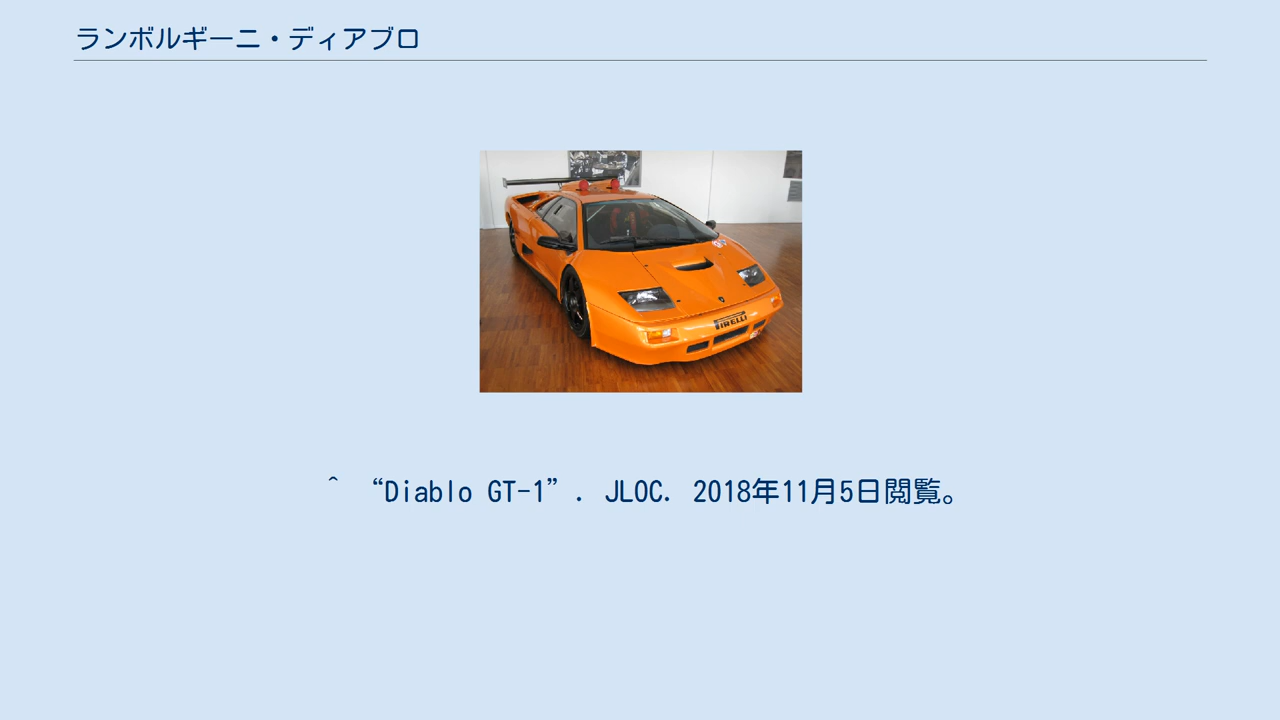 ランボルギーニ・ディアブロ
PIRELLI
^ “Diablo GT-1”. JLOC. 2018年11月5日閲覧。